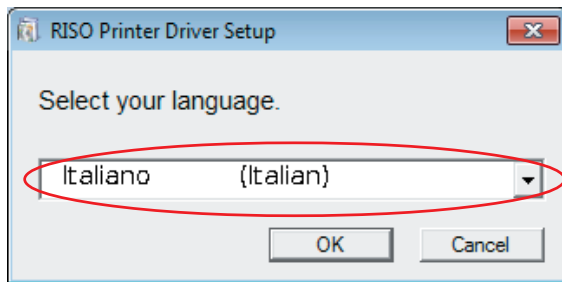 RISO Printer Driver Setup
Select your language.
Italiano (Italian)
OK Cancel